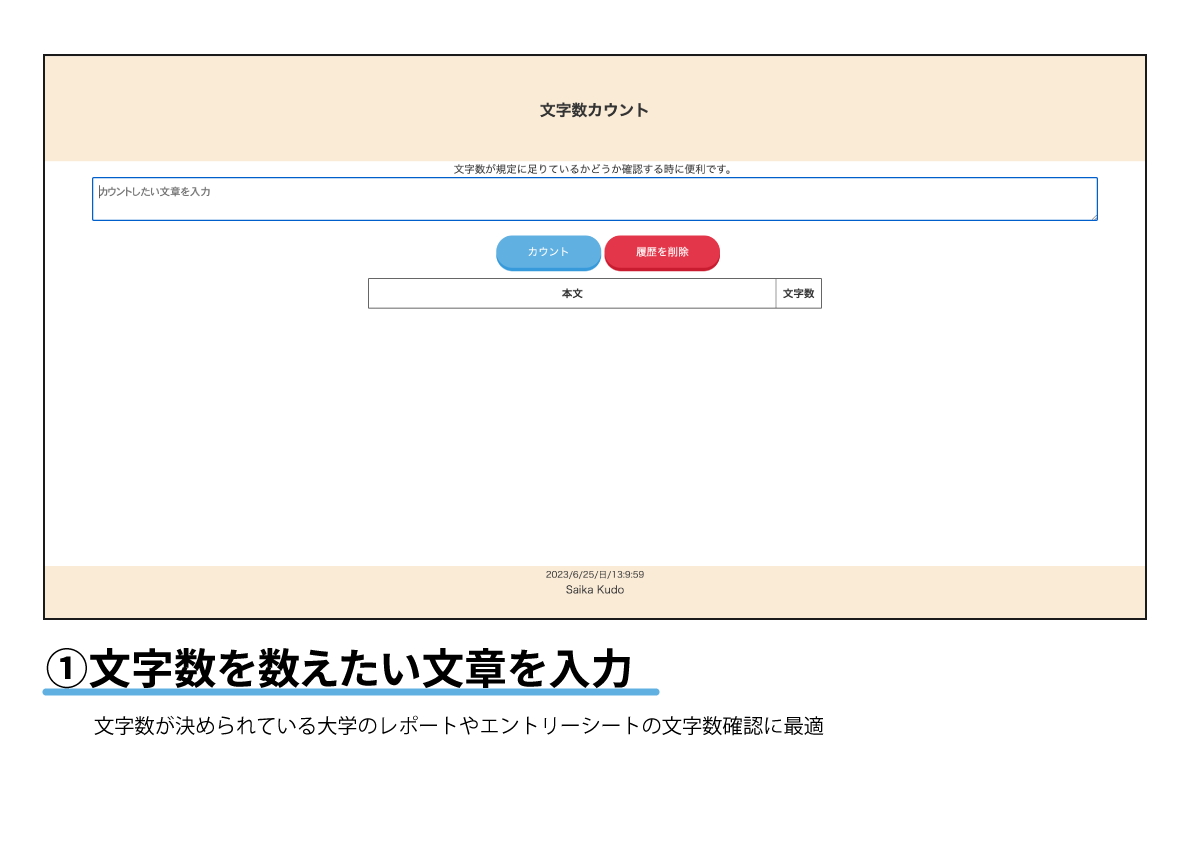 文字数カウント
文字数が規定に足りているかどうか確認する時に便利です。
カウントしたい文章を入力
カウント 履歴を削除
本文 文字数
2023/6/25/日/13:9:59
Saika Kudo
①文字数を数えたい文章を入力
文字数が決められている大学のレポートやエントリーシートの文字数確認に最適